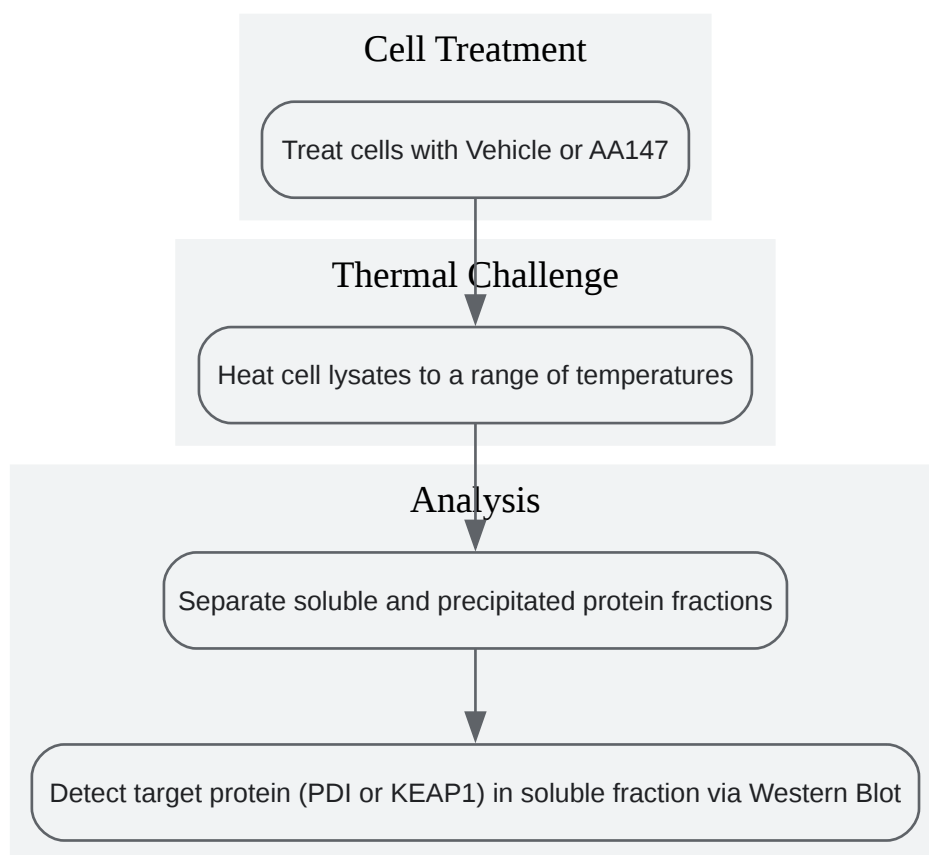 Cell Treatment
Treat cells with Vehicle or AA147
Thermal Challenge
Heat cell lysates to a range of temperatures
Analysis
Separate soluble and precipitated protein fractions
Detect target protein (PDI or KEAP1) in soluble fraction via Western Blot